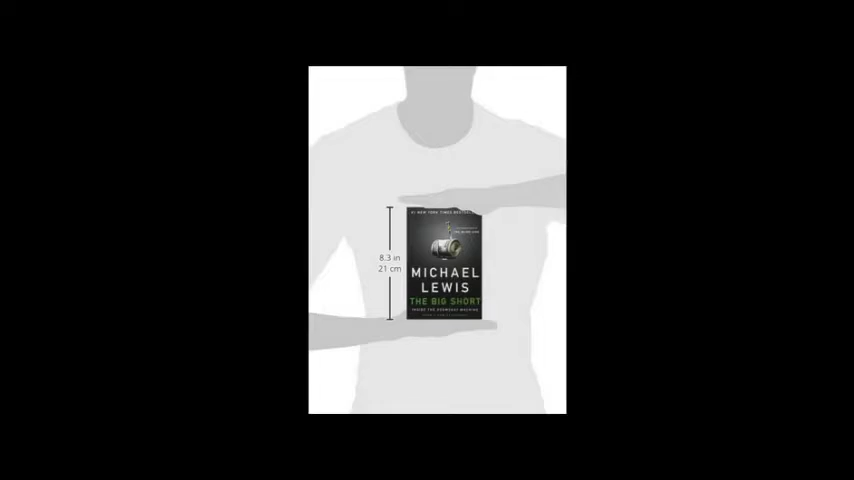 #1 NEW YORK TIMES BESTSELLER
8.3 in
21 cm
MICHAEL
LEWIS
THE BIG SHORT
INSIDE THE DOOMSDAY MACHINE